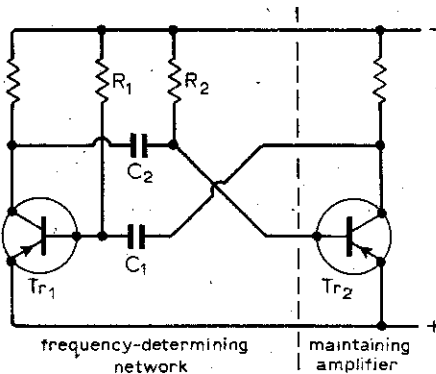 −
R1 R2
C2
C1
Tr1 Tr2
+
frequency-determining maintaining
network amplifier